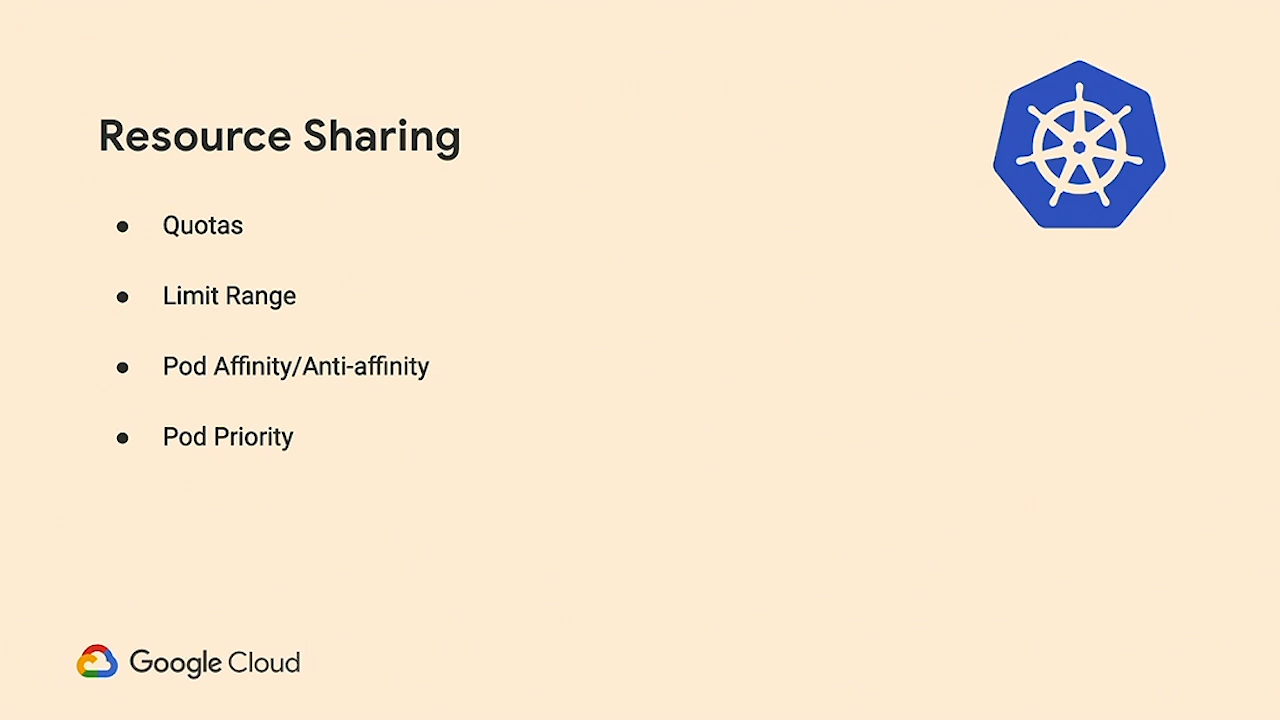 Resource Sharing
● Quotas
● Limit Range
● Pod Affinity/Anti-affinity
● Pod Priority
Google Cloud